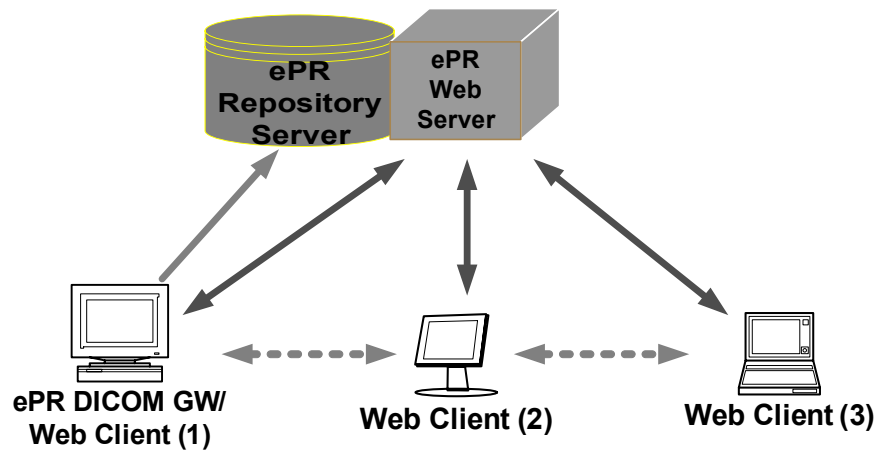 ePR
Repository
Server
ePR
Web
Server
ePR DICOM GW/
Web Client (1)
Web Client (2)
Web Client (3)